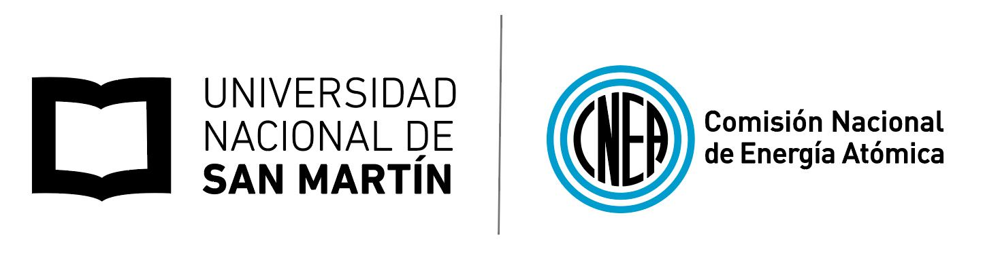 UNIVERSIDAD
NACIONAL DE
SAN MARTÍN
CNEA
Comisión Nacional
de Energía Atómica